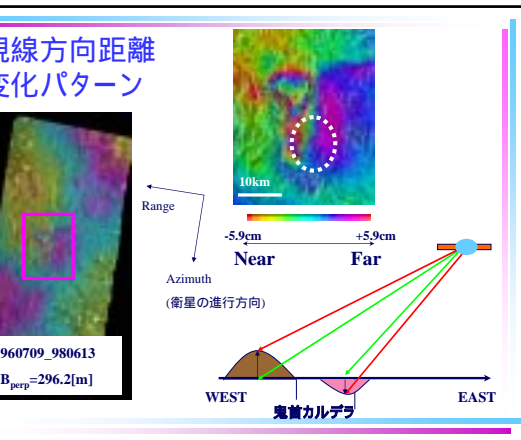 視線方向距離
変化パターン
10km
Range
-5.9cm
+5.9cm
Near
Far
Azimuth
(衛星の進行方向)
960709_980613
Bperp=296.2[m]
WEST
EAST
鬼首カルデラ